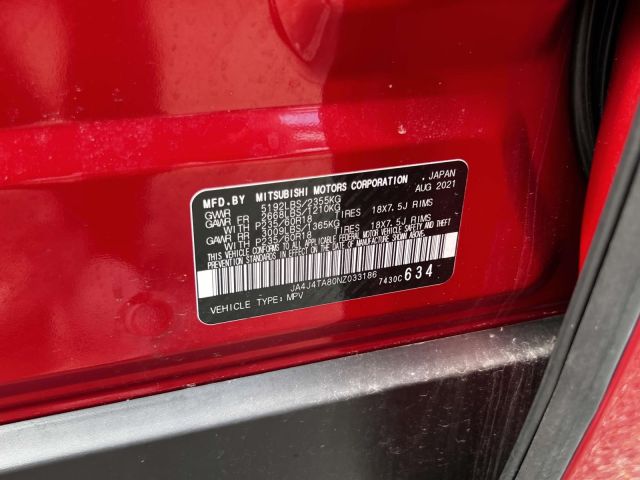 MFD.BY MITSUBISHI MOTORS CORPORATION , JAPAN
GVWR 5192LBS/2355KG AUG 2021
GAWR FR 2668LBS/1210KG
WITH P235/60R18 TIRES 18X7.5J RIMS
GAWR RR 3009LBS/1365KG
WITH P235/60R18 TIRES 18X7.5J RIMS
THIS VEHICLE CONFORMS TO ALL APPLICABLE FEDERAL MOTOR VEHICLE SAFETY AND THEFT PREVENTION STANDARDS IN EFFECT ON THE DATE OF MANUFACTURE SHOWN ABOVE.
JA4J4TA80NZ033186
VEHICLE TYPE: MPV 7430C 634